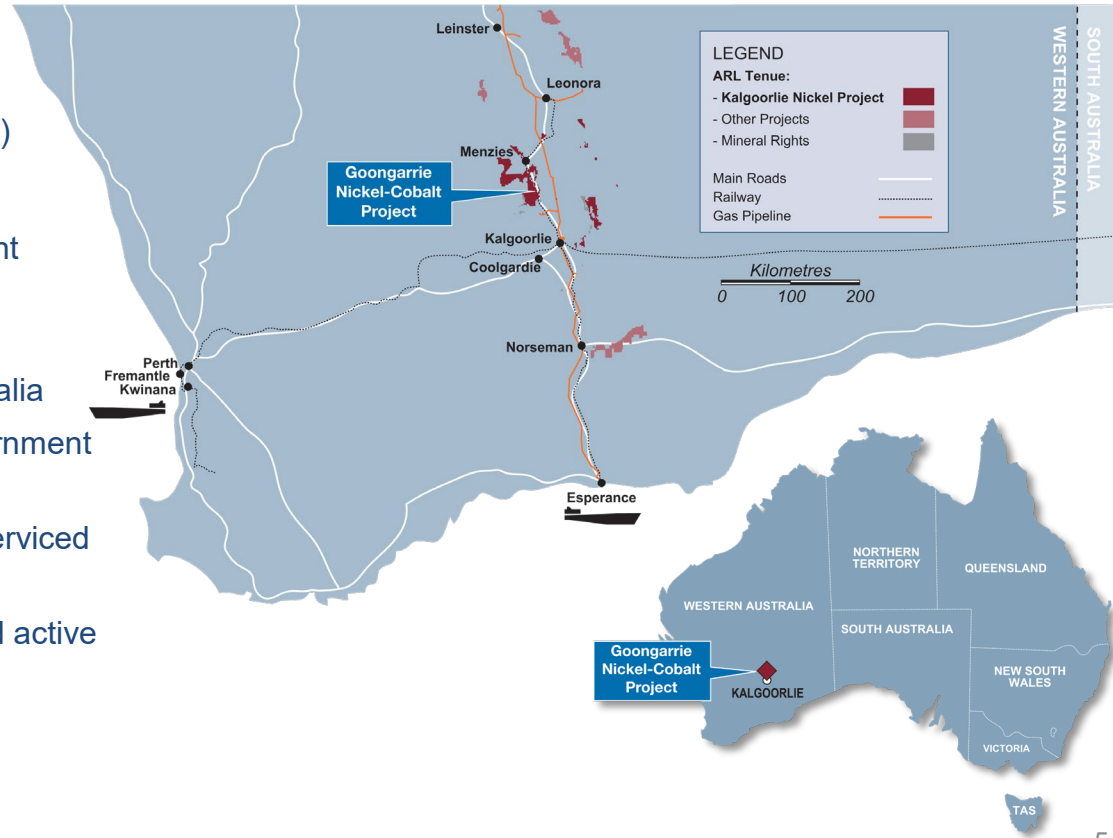 )
nt
alia
rnment
erviced
l active
Leinster
Leonora
Menzies
Goongarrie
Nickel-Cobalt
Project
Kalgoorlie
Coolgardie
Norseman
Perth
Fremantle
Kwinana
Esperance
LEGEND
ARL Tenue:
- Kalgoorlie Nickel Project
- Other Projects
- Mineral Rights
Main Roads
Railway
Gas Pipeline
Kilometres
0 100 200
WESTERN AUSTRALIA
SOUTH AUSTRALIA
NORTHERN
TERRITORY
QUEENSLAND
WESTERN AUSTRALIA
SOUTH AUSTRALIA
Goongarrie
Nickel-Cobalt
Project
KALGOORLIE
NEW SOUTH
WALES
VICTORIA
TAS